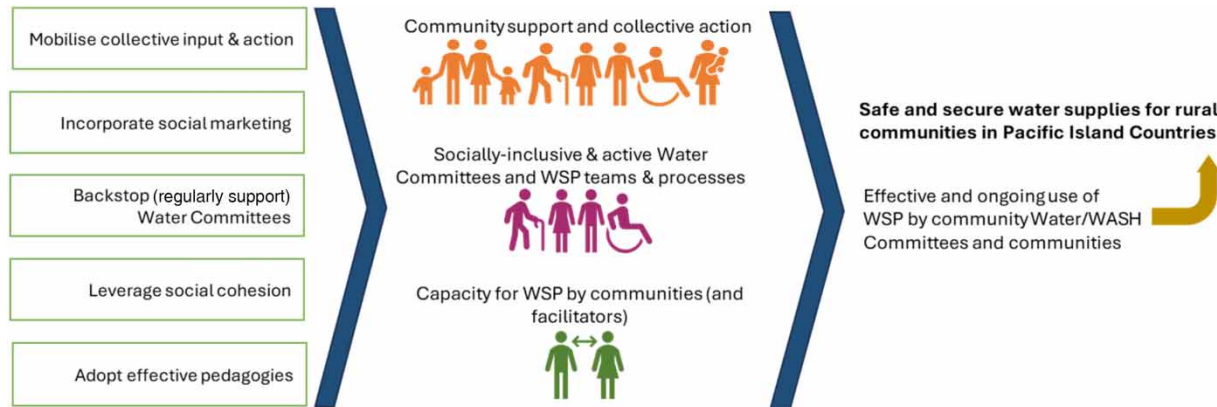 Mobilise collective input & action
Incorporate social marketing
Backstop (regularly support)
Water Committees
Leverage social cohesion
Adopt effective pedagogies
Community support and collective action
Socially-inclusive & active Water
Committees and WSP teams & processes
Capacity for WSP by communities (and
facilitators)
Safe and secure water supplies for rural
communities in Pacific Island Countries
Effective and ongoing use of
WSP by community Water/WASH
Committees and communities